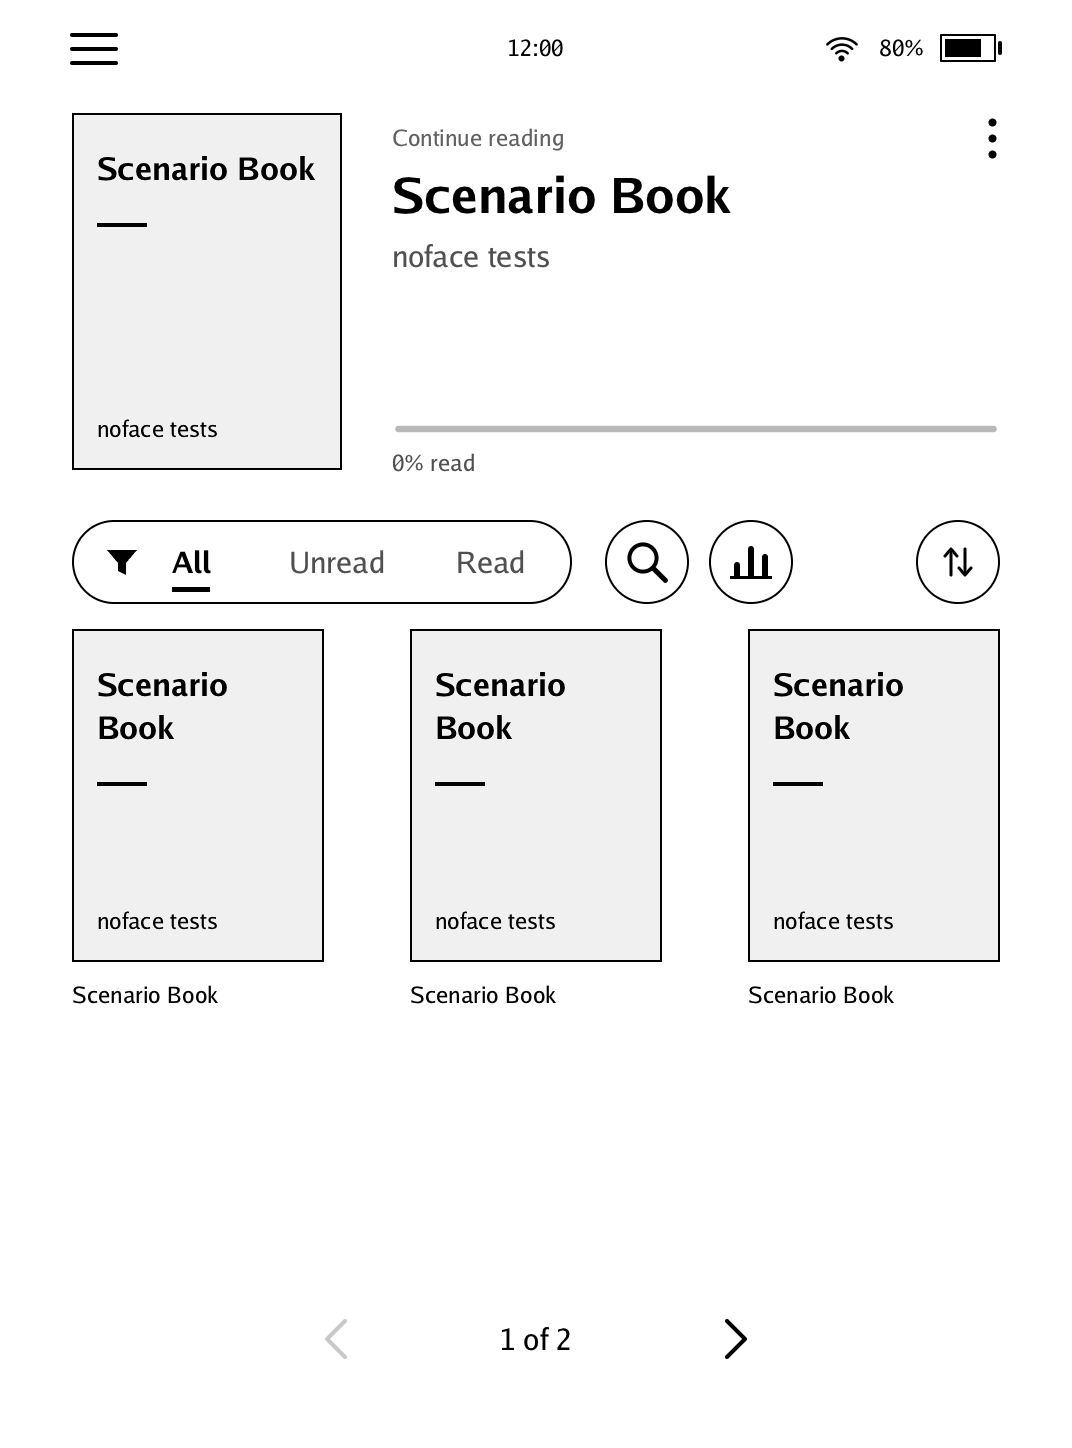 12:00
80%
Scenario Book
noface tests
Continue reading
Scenario Book
noface tests
0% read
All Unread Read
Scenario
Book
noface tests
Scenario Book
Scenario
Book
noface tests
Scenario Book
Scenario
Book
noface tests
Scenario Book
1 of 2